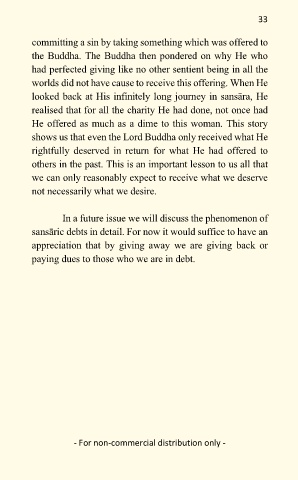 33
committing a sin by taking something which was offered to
the Buddha. The Buddha then pondered on why He who
had perfected giving like no other sentient being in all the
worlds did not have cause to receive this offering. When He
looked back at His infinitely long journey in sansāra, He
realised that for all the charity He had done, not once had
He offered as much as a dime to this woman. This story
shows us that even the Lord Buddha only received what He
rightfully deserved in return for what He had offered to
others in the past. This is an important lesson to us all that
we can only reasonably expect to receive what we deserve
not necessarily what we desire.
In a future issue we will discuss the phenomenon of
sansāric debts in detail. For now it would suffice to have an
appreciation that by giving away we are giving back or
paying dues to those who we are in debt.
- For non-commercial distribution only -